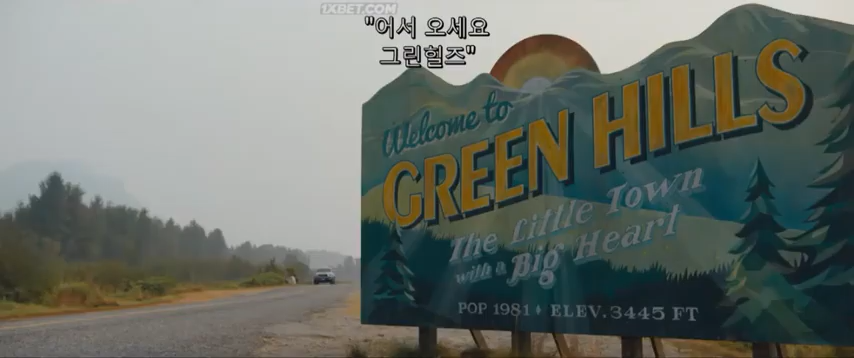 1XBET.COM
"어서 오세요
그린힐즈"
Welcome to
GREEN HILLS
The Little Town
with a Big Heart
POP 1981 ♦ ELEV. 3445 FT